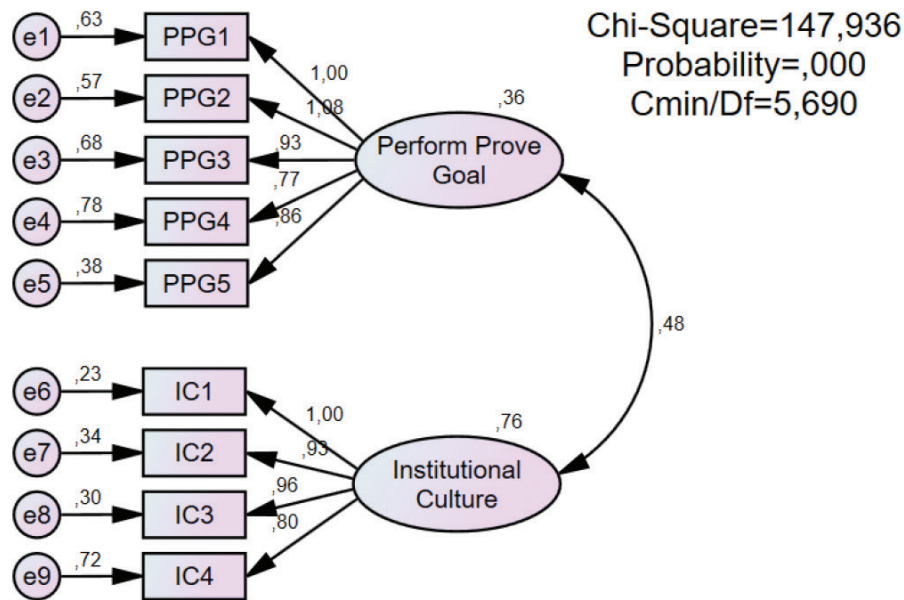 e1
,63
PPG1
1,00
e2
,57
PPG2
1,08
e3
,68
PPG3
,93
e4
,78
PPG4
,77
e5
,38
PPG5
,86
,36
Perform Prove
Goal
Chi-Square=147,936
Probability=,000
Cmin/Df=5,690
,48
e6
,23
IC1
1,00
e7
,34
IC2
,93
e8
,30
IC3
,96
e9
,72
IC4
,80
,76
Institutional
Culture